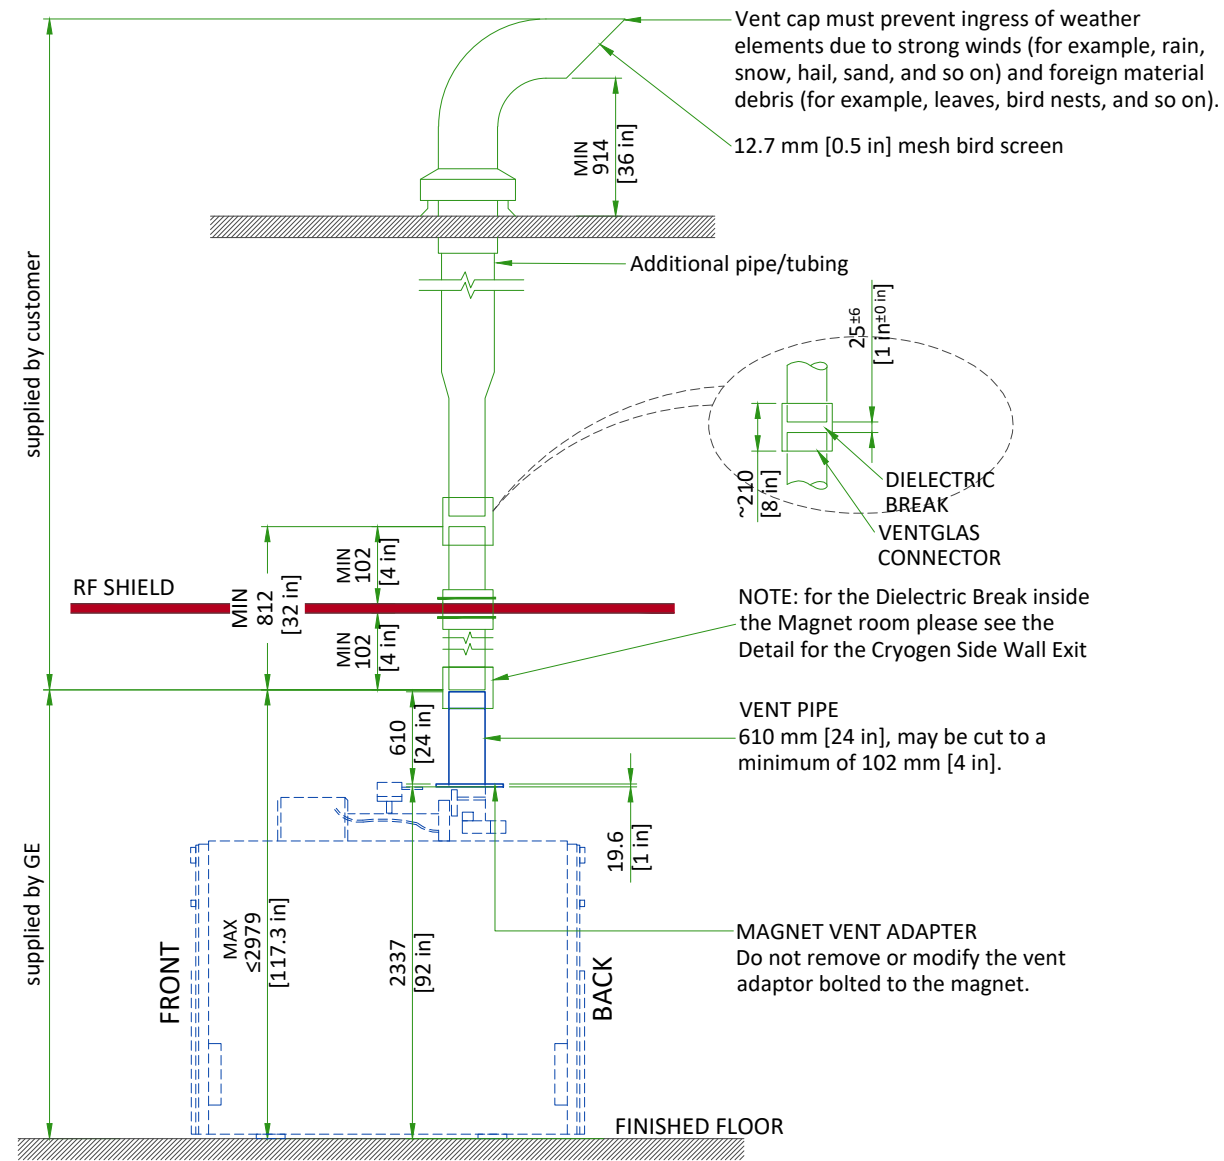 Vent cap must prevent ingress of weather
elements due to strong winds (for example, rain,
snow, hail, sand, and so on) and foreign material
debris (for example, leaves, bird nests, and so on).
12.7 mm [0.5 in] mesh bird screen
MIN
914
[36 in]
supplied by customer
Additional pipe/tubing
25±6
[1 in±0 in]
~210
[8 in]
DIELECTRIC
BREAK
VENTGLAS
CONNECTOR
RF SHIELD
MIN
812
[32 in]
MIN
102
[4 in]
MIN
102
[4 in]
NOTE: for the Dielectric Break inside
the Magnet room please see the
Detail for the Cryogen Side Wall Exit
610
[24 in]
VENT PIPE
610 mm [24 in], may be cut to a
minimum of 102 mm [4 in].
19.6
[1 in]
supplied by GE
FRONT
MAX
≤2979
[117.3 in]
2337
[92 in]
BACK
MAGNET VENT ADAPTER
Do not remove or modify the vent
adaptor bolted to the magnet.
FINISHED FLOOR